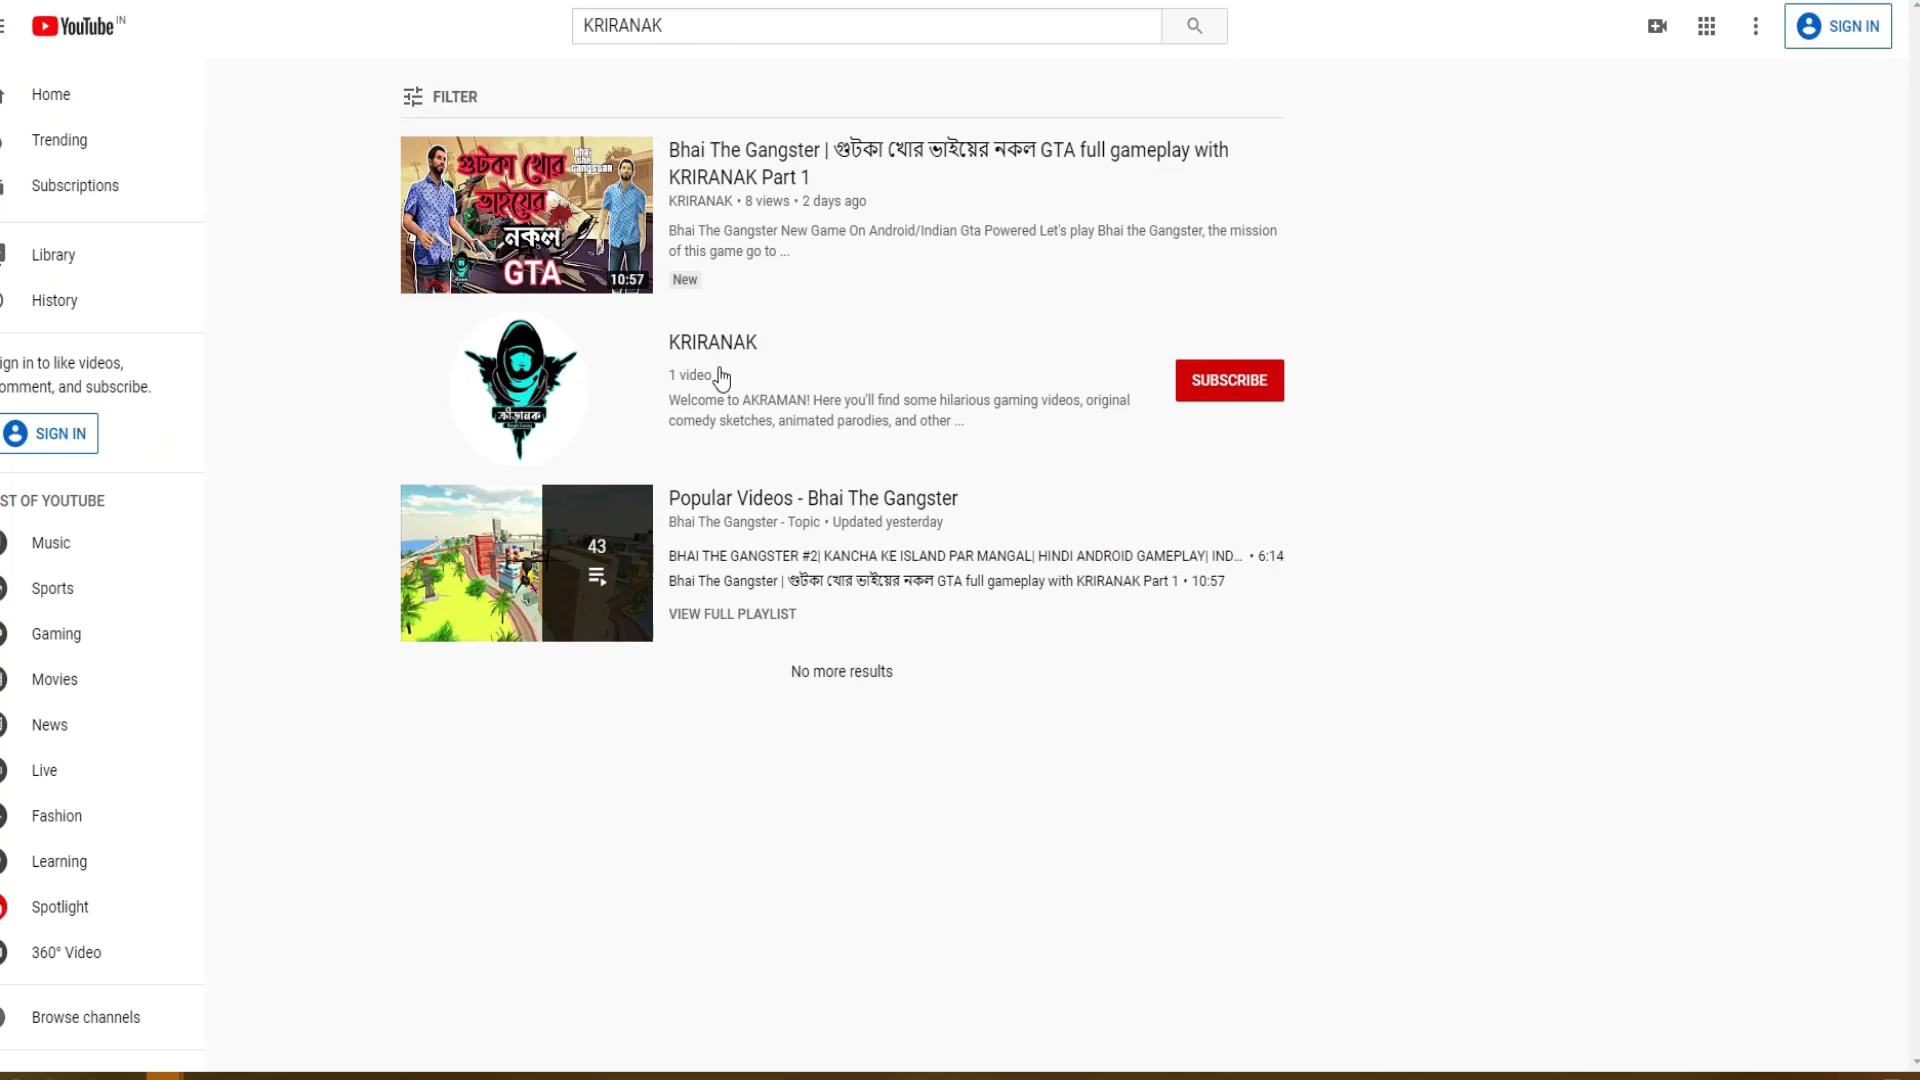 YouTube IN
KRIRANAK
SIGN IN
Home
Trending
Subscriptions
Library
History
ign in to like videos,
omment, and subscribe.
SIGN IN
ST OF YOUTUBE
Music
Sports
Gaming
Movies
News
Live
Fashion
Learning
Spotlight
360° Video
Browse channels
FILTER
গুটকা খোর
ভাইয়ের
নকল
GTA
Bhai
the
Gangster
10:57
Bhai The Gangster | গুটকা খোর ভাইয়ের নকল GTA full gameplay with
KRIRANAK Part 1
KRIRANAK • 8 views • 2 days ago
Bhai The Gangster New Game On Android/Indian Gta Powered Let's play Bhai the Gangster, the mission
of this game go to ...
New
ক্রীড়ানক
KRIRANAK
1 video
Welcome to AKRAMAN! Here you'll find some hilarious gaming videos, original
comedy sketches, animated parodies, and other ...
SUBSCRIBE
43
Popular Videos - Bhai The Gangster
Bhai The Gangster - Topic • Updated yesterday
BHAI THE GANGSTER #2| KANCHA KE ISLAND PAR MANGAL| HINDI ANDROID GAMEPLAY| IND... • 6:14
Bhai The Gangster | গুটকা খোর ভাইয়ের নকল GTA full gameplay with KRIRANAK Part 1 • 10:57
VIEW FULL PLAYLIST
No more results